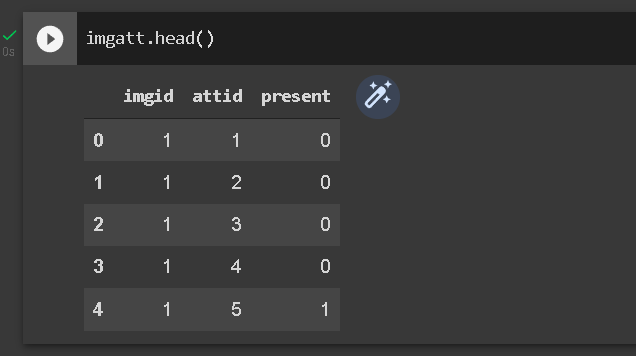 imgatt.head()
0s
imgid attid present
0 1 1 0
1 1 2 0
2 1 3 0
3 1 4 0
4 1 5 1